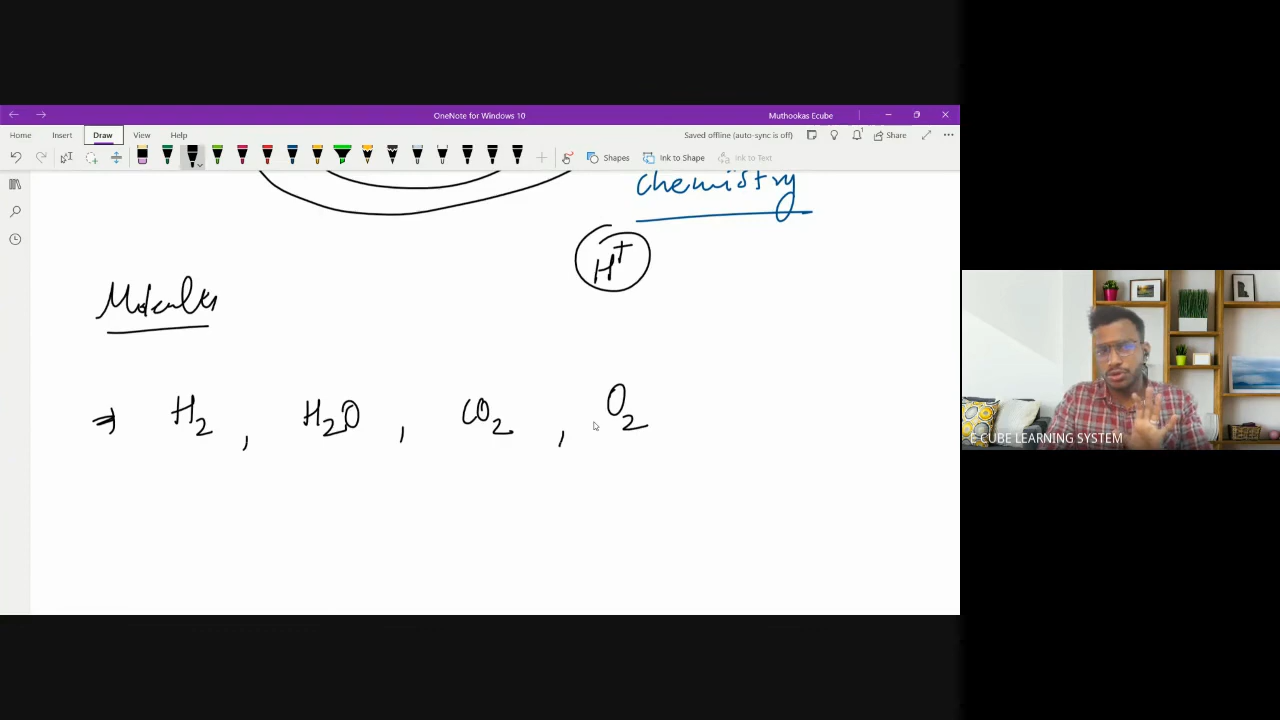 OneNote for Windows 10
Muthookas Ecube
Home Insert Draw View Help
Saved offline (auto-sync is off)
Share
Shapes
Ink to Shape
Ink to Text
chemistry
H⁺
Molecules
⇒ H₂ , H₂O , CO₂ , O₂
E CUBE LEARNING SYSTEM